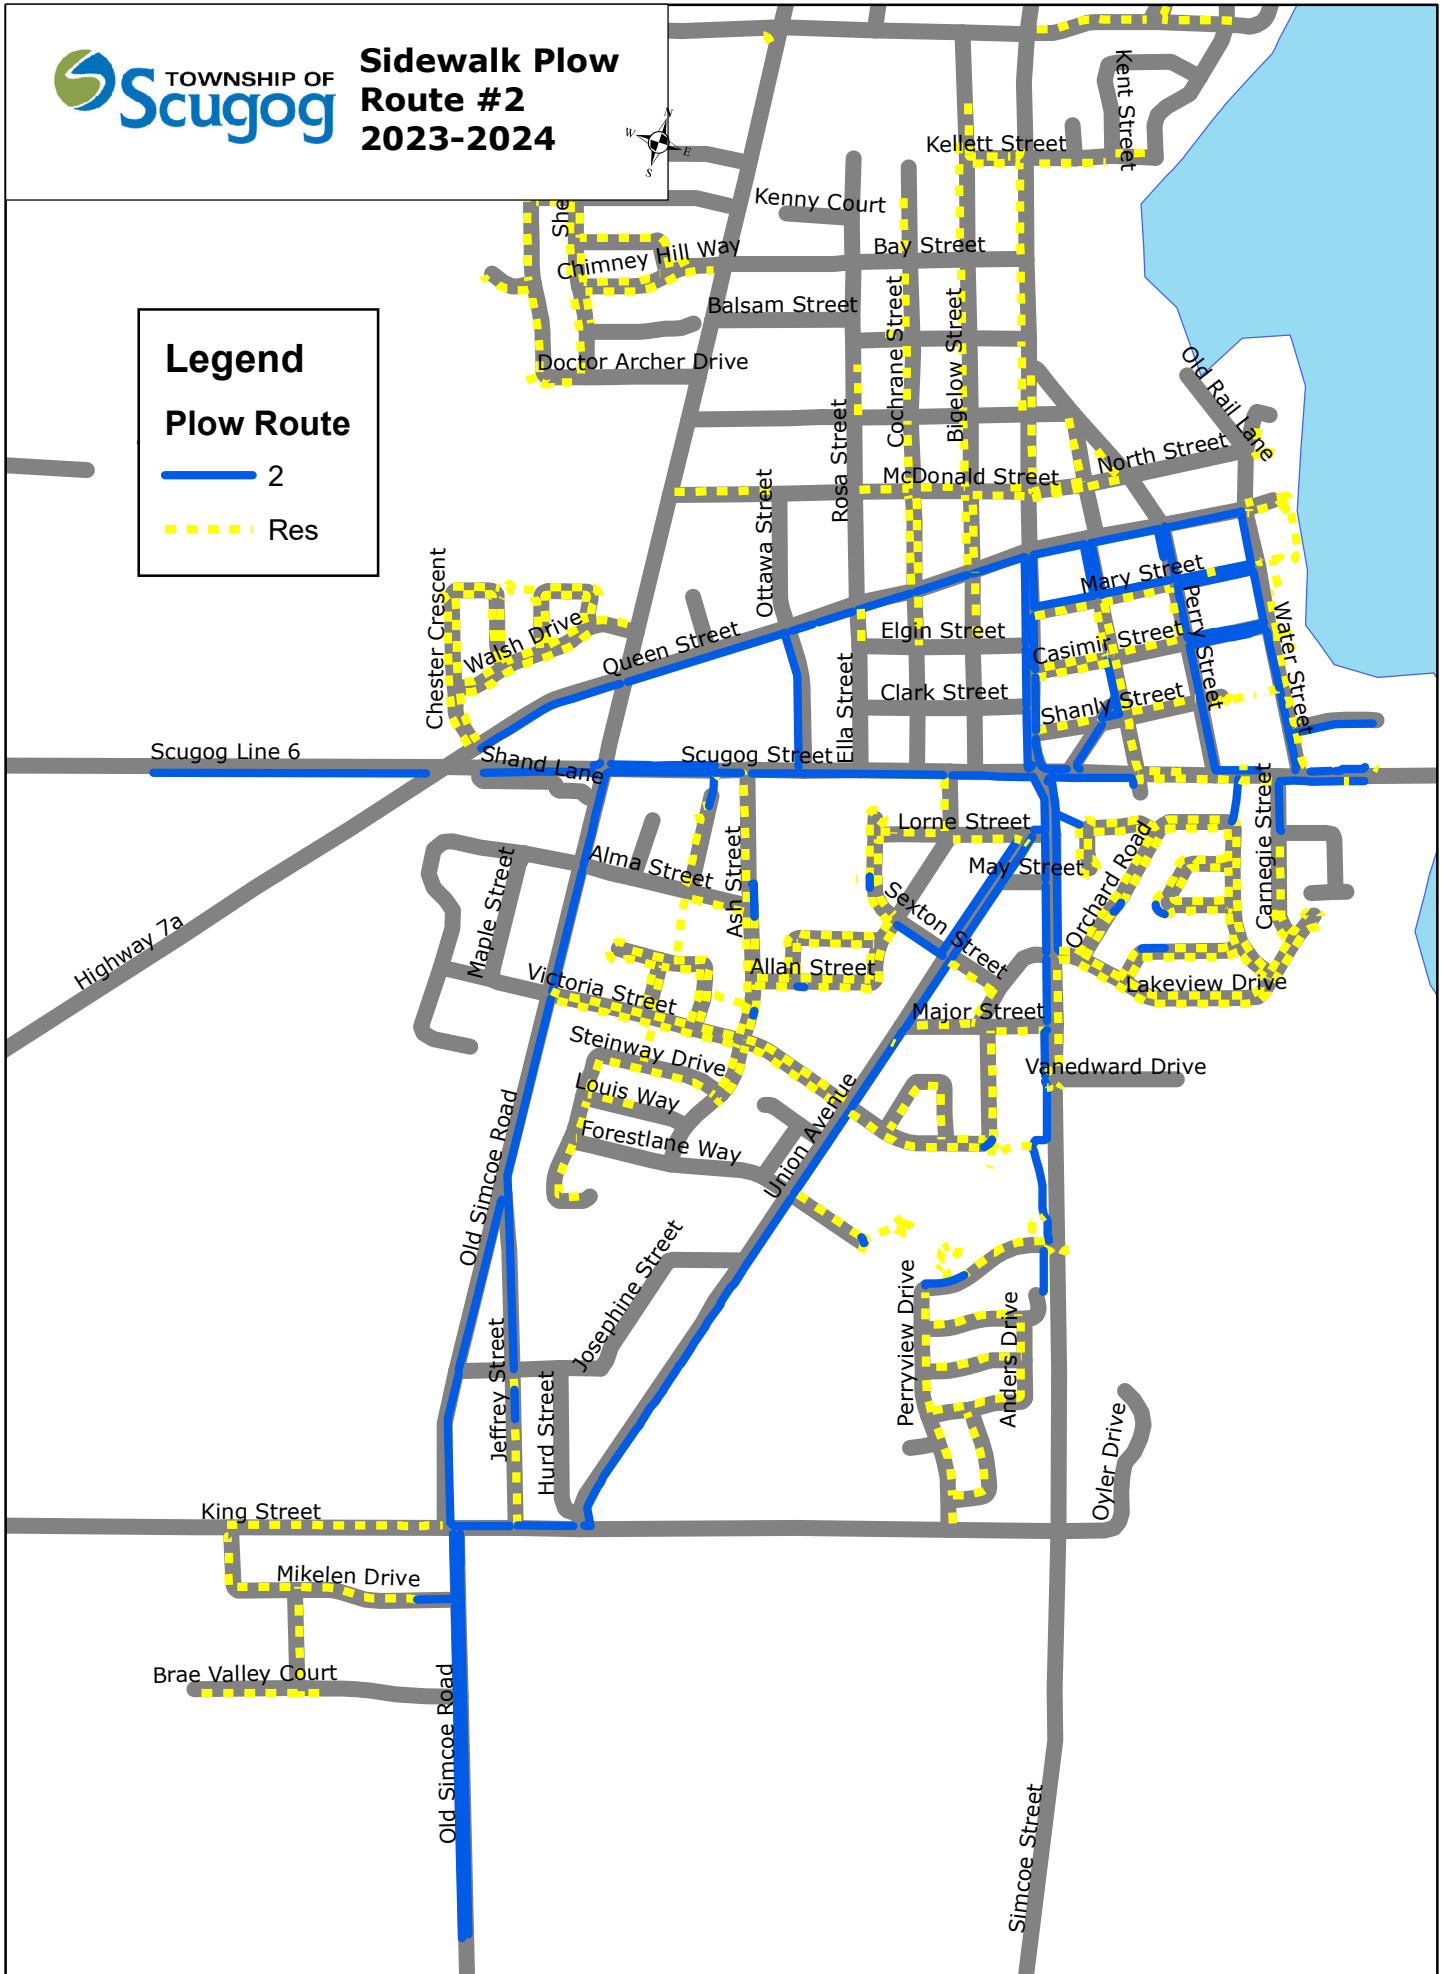 TOWNSHIP OF
Scugog
Sidewalk Plow
Route #2
2023-2024
N
W
E
S
Kent Street
Kellett Street
Kenny Court
She
Bay Street
Chimney Hill Way
Balsam Street
Cochrane Street
Bigelow Street
Doctor Archer Drive
Old Rail Lane
Legend
Plow Route
2
Res
Rosa Street
North Street
McDonald Street
Ottawa Street
Chester Crescent
Mary Street
Perry Street
Water Street
Walsh Drive
Queen Street
Elgin Street
Casimir Street
Clark Street
Shanly Street
Ella Street
Scugog Line 6
Shand Lane
Scugog Street
Carnegie Street
Lorne Street
Orchard Road
May Street
Alma Street
Ash Street
Maple Street
Sexton Street
Highway 7a
Allan Street
Victoria Street
Lakeview Drive
Major Street
Steinway Drive
Vanedward Drive
Louis Way
Union Avenue
Forestlane Way
Old Simcoe Road
Josephine Street
Perryview Drive
Anders Drive
Jeffrey Street
Hurd Street
Oyler Drive
King Street
Mikelen Drive
Brae Valley Court
Old Simcoe Road
Simcoe Street